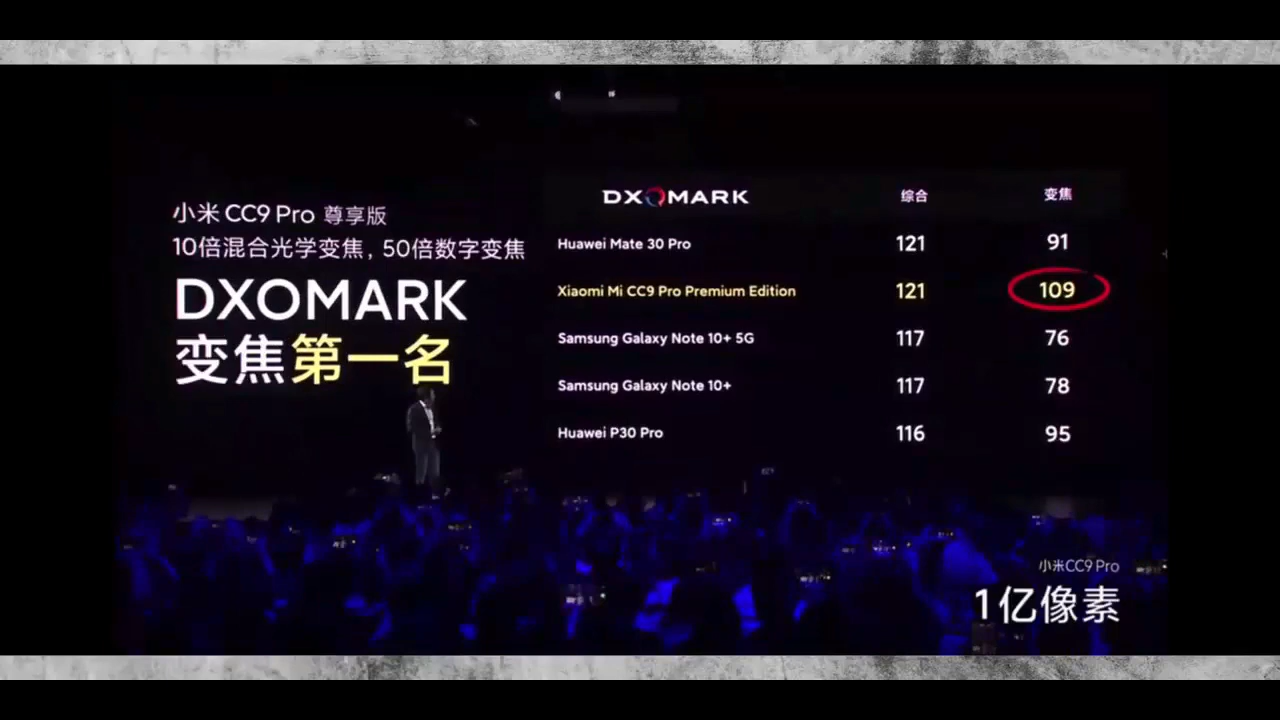 小米 CC9 Pro 尊享版
10倍混合光学变焦, 50倍数字变焦
DXOMARK
变焦第一名
DXOMARK 综合 变焦
Huawei Mate 30 Pro 121 91
Xiaomi Mi CC9 Pro Premium Edition 121 109
Samsung Galaxy Note 10+ 5G 117 76
Samsung Galaxy Note 10+ 117 78
Huawei P30 Pro 116 95
小米CC9 Pro
1亿像素